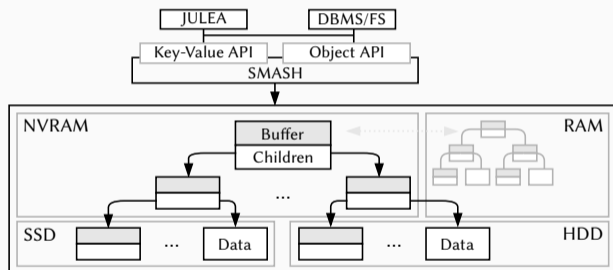 JULEA DBMS/FS
Key-Value API Object API
SMASH
NVRAM RAM
Buffer
Children
...
SSD HDD
... Data ... Data